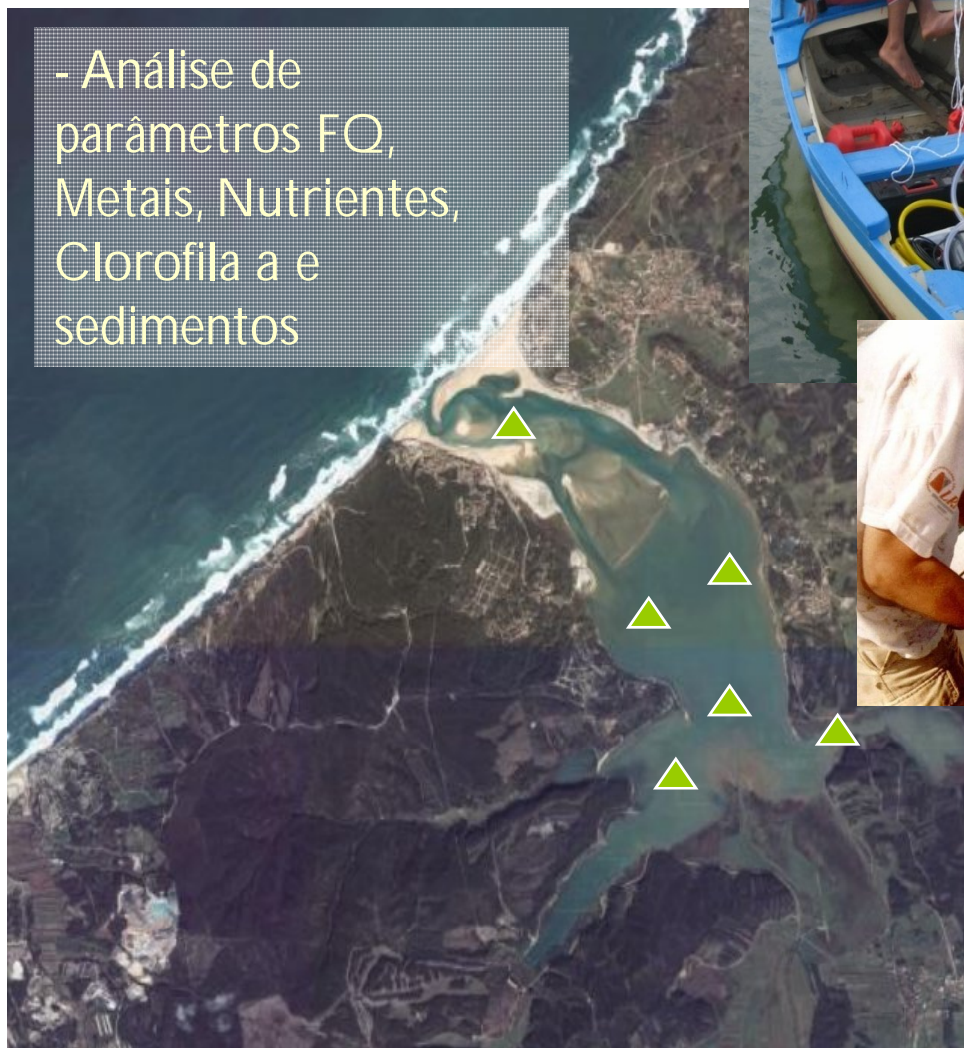 - Análise de
parâmetros FQ,
Metais, Nutrientes,
Clorofila a e
sedimentos